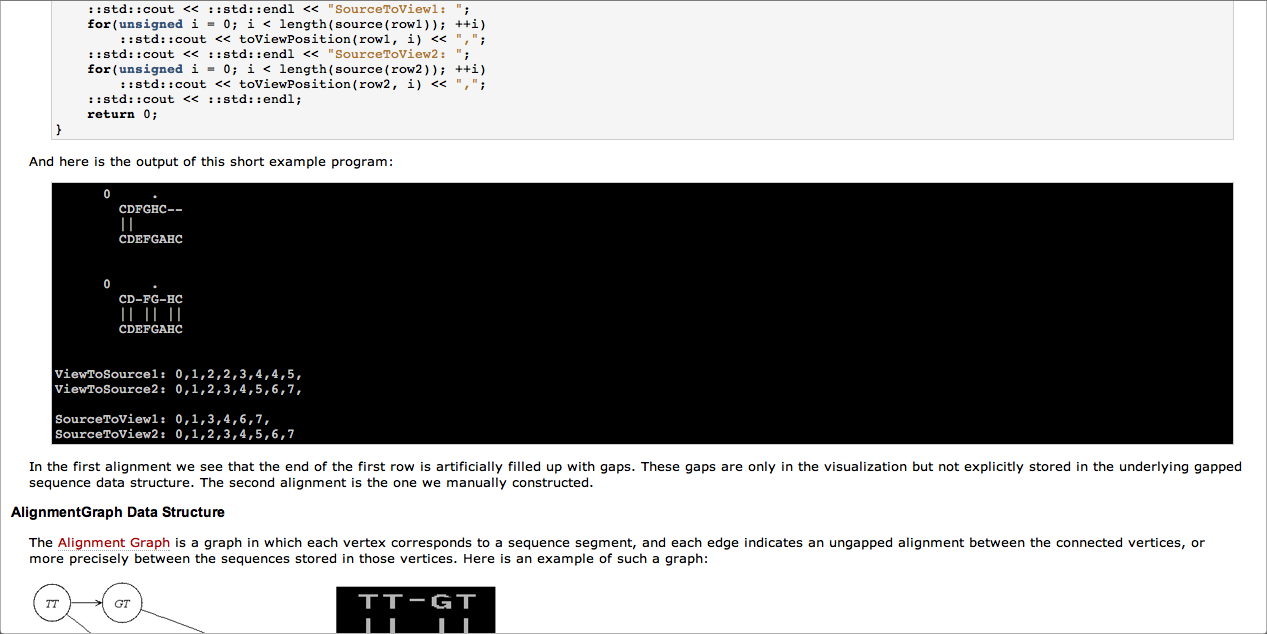 ::std::cout << ::std::endl << "SourceToView1: ";
for(unsigned i = 0; i < length(source(row1)); ++i)
::std::cout << toViewPosition(row1, i) << ",";
::std::cout << ::std::endl << "SourceToView2: ";
for(unsigned i = 0; i < length(source(row2)); ++i)
::std::cout << toViewPosition(row2, i) << ",";
::std::cout << ::std::endl;
return 0;
}
And here is the output of this short example program:
0     .
CDFGHC--
||
CDEFGAHC
0     .
CD-FG-HC
|| || ||
CDEFGAHC
ViewToSource1: 0,1,2,2,3,4,4,5,
ViewToSource2: 0,1,2,3,4,5,6,7,
SourceToView1: 0,1,3,4,6,7,
SourceToView2: 0,1,2,3,4,5,6,7
In the first alignment we see that the end of the first row is artificially filled up with gaps. These gaps are only in the visualization but not explicitly stored in the underlying gapped
sequence data structure. The second alignment is the one we manually constructed.
AlignmentGraph Data Structure
The Alignment Graph is a graph in which each vertex corresponds to a sequence segment, and each edge indicates an ungapped alignment between the connected vertices, or
more precisely between the sequences stored in those vertices. Here is an example of such a graph:
TT GT
TT-GT
|| ||